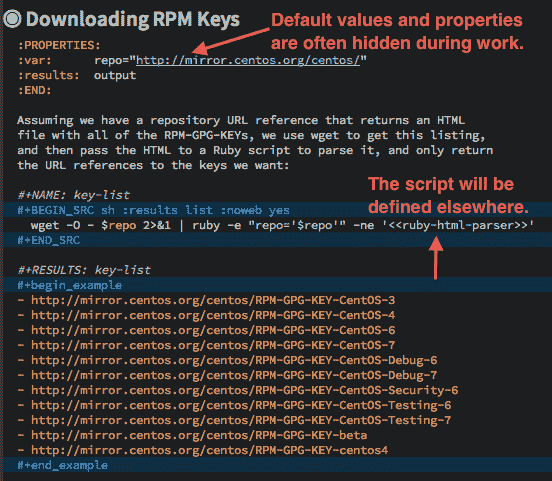 Downloading RPM Keys
Default values and properties
are often hidden during work.
:PROPERTIES:
:var: repo="http://mirror.centos.org/centos/"
:results: output
:END:
Assuming we have a repository URL reference that returns an HTML
file with all of the RPM-GPG-KEYs, we use wget to get this listing,
and then pass the HTML to a Ruby script to parse it, and only return
the URL references to the keys we want:
The script will be
defined elsewhere.
#+NAME: key-list
#+BEGIN_SRC sh :results list :noweb yes
wget -O - $repo 2>&1 | ruby -e "repo='$repo'" -ne '<<ruby-html-parser>>'
#+END_SRC
#+RESULTS: key-list
#+begin_example
- http://mirror.centos.org/centos/RPM-GPG-KEY-CentOS-3
- http://mirror.centos.org/centos/RPM-GPG-KEY-CentOS-4
- http://mirror.centos.org/centos/RPM-GPG-KEY-CentOS-6
- http://mirror.centos.org/centos/RPM-GPG-KEY-CentOS-7
- http://mirror.centos.org/centos/RPM-GPG-KEY-CentOS-Debug-6
- http://mirror.centos.org/centos/RPM-GPG-KEY-CentOS-Debug-7
- http://mirror.centos.org/centos/RPM-GPG-KEY-CentOS-Security-6
- http://mirror.centos.org/centos/RPM-GPG-KEY-CentOS-Testing-6
- http://mirror.centos.org/centos/RPM-GPG-KEY-CentOS-Testing-7
- http://mirror.centos.org/centos/RPM-GPG-KEY-beta
- http://mirror.centos.org/centos/RPM-GPG-KEY-centos4
#+end_example